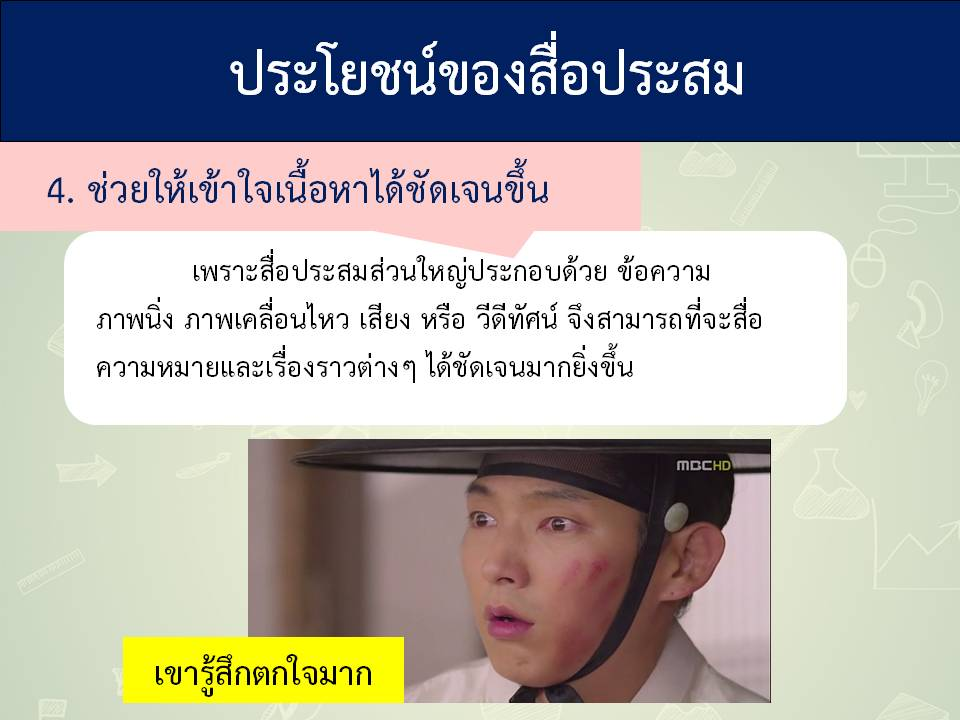 ประโยชน์ของสื่อประสม
4. ช่วยให้เข้าใจเนื้อหาได้ชัดเจนขึ้น
เพราะสื่อประสมส่วนใหญ่ประกอบด้วย ข้อความ
ภาพนิ่ง ภาพเคลื่อนไหว เสียง หรือ วีดีทัศน์ จึงสามารถที่จะสื่อ
ความหมายและเรื่องราวต่างๆ ได้ชัดเจนมากยิ่งขึ้น
MBC HD
เขารู้สึกตกใจมาก